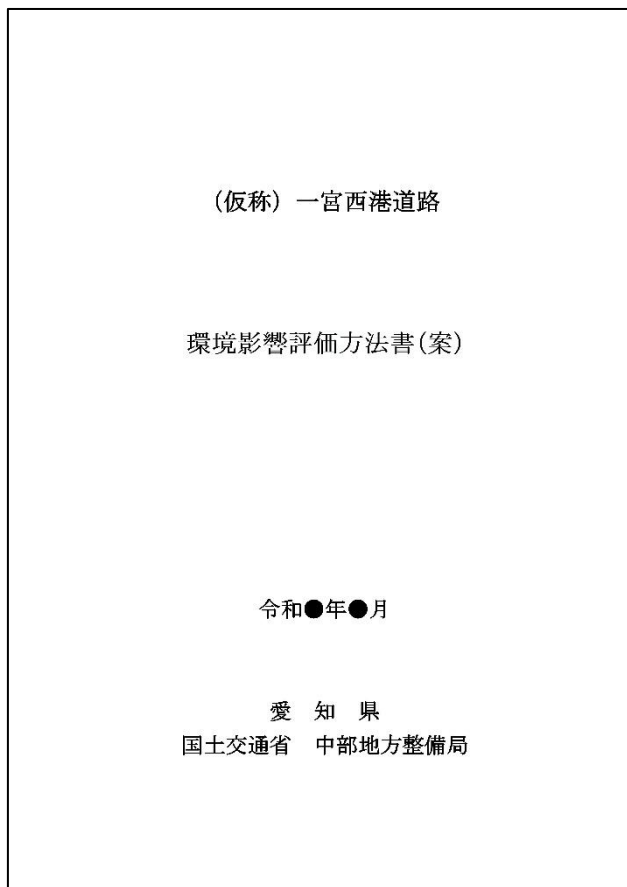 （仮称）一宮西港道路
環境影響評価方法書（案）
令和●年●月
愛　知　県
国土交通省　中部地方整備局